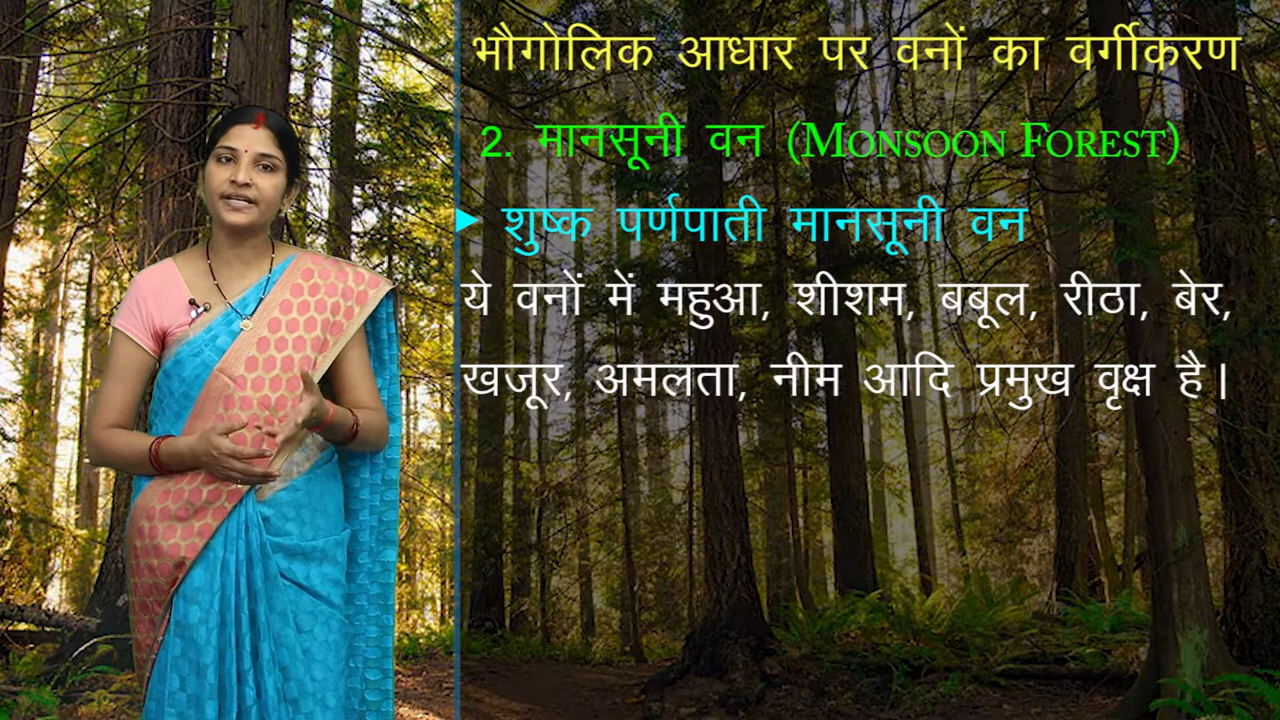 भौगोलिक आधार पर वनों का वर्गीकरण
2. मानसूनी वन (MONSOON FOREST)
शुष्क पर्णपाती मानसूनी वन
ये वनों में महुआ, शीशम, बबूल, रीठा, बेर,
खजूर, अमलता, नीम आदि प्रमुख वृक्ष है।